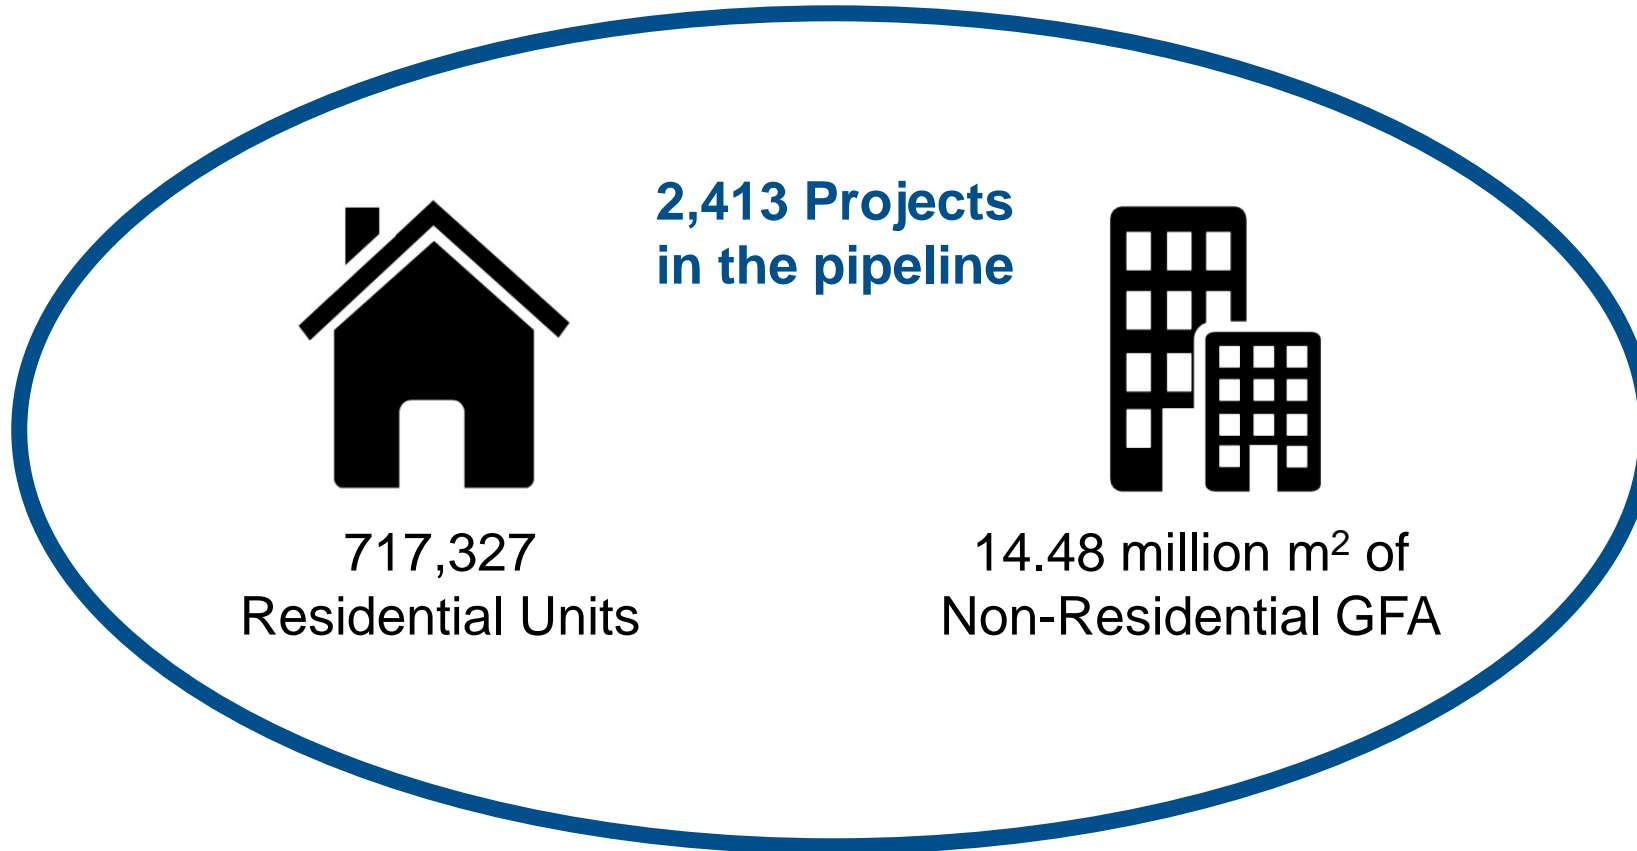 2,413 Projects
in the pipeline
717,327
Residential Units
14.48 million m² of
Non-Residential GFA